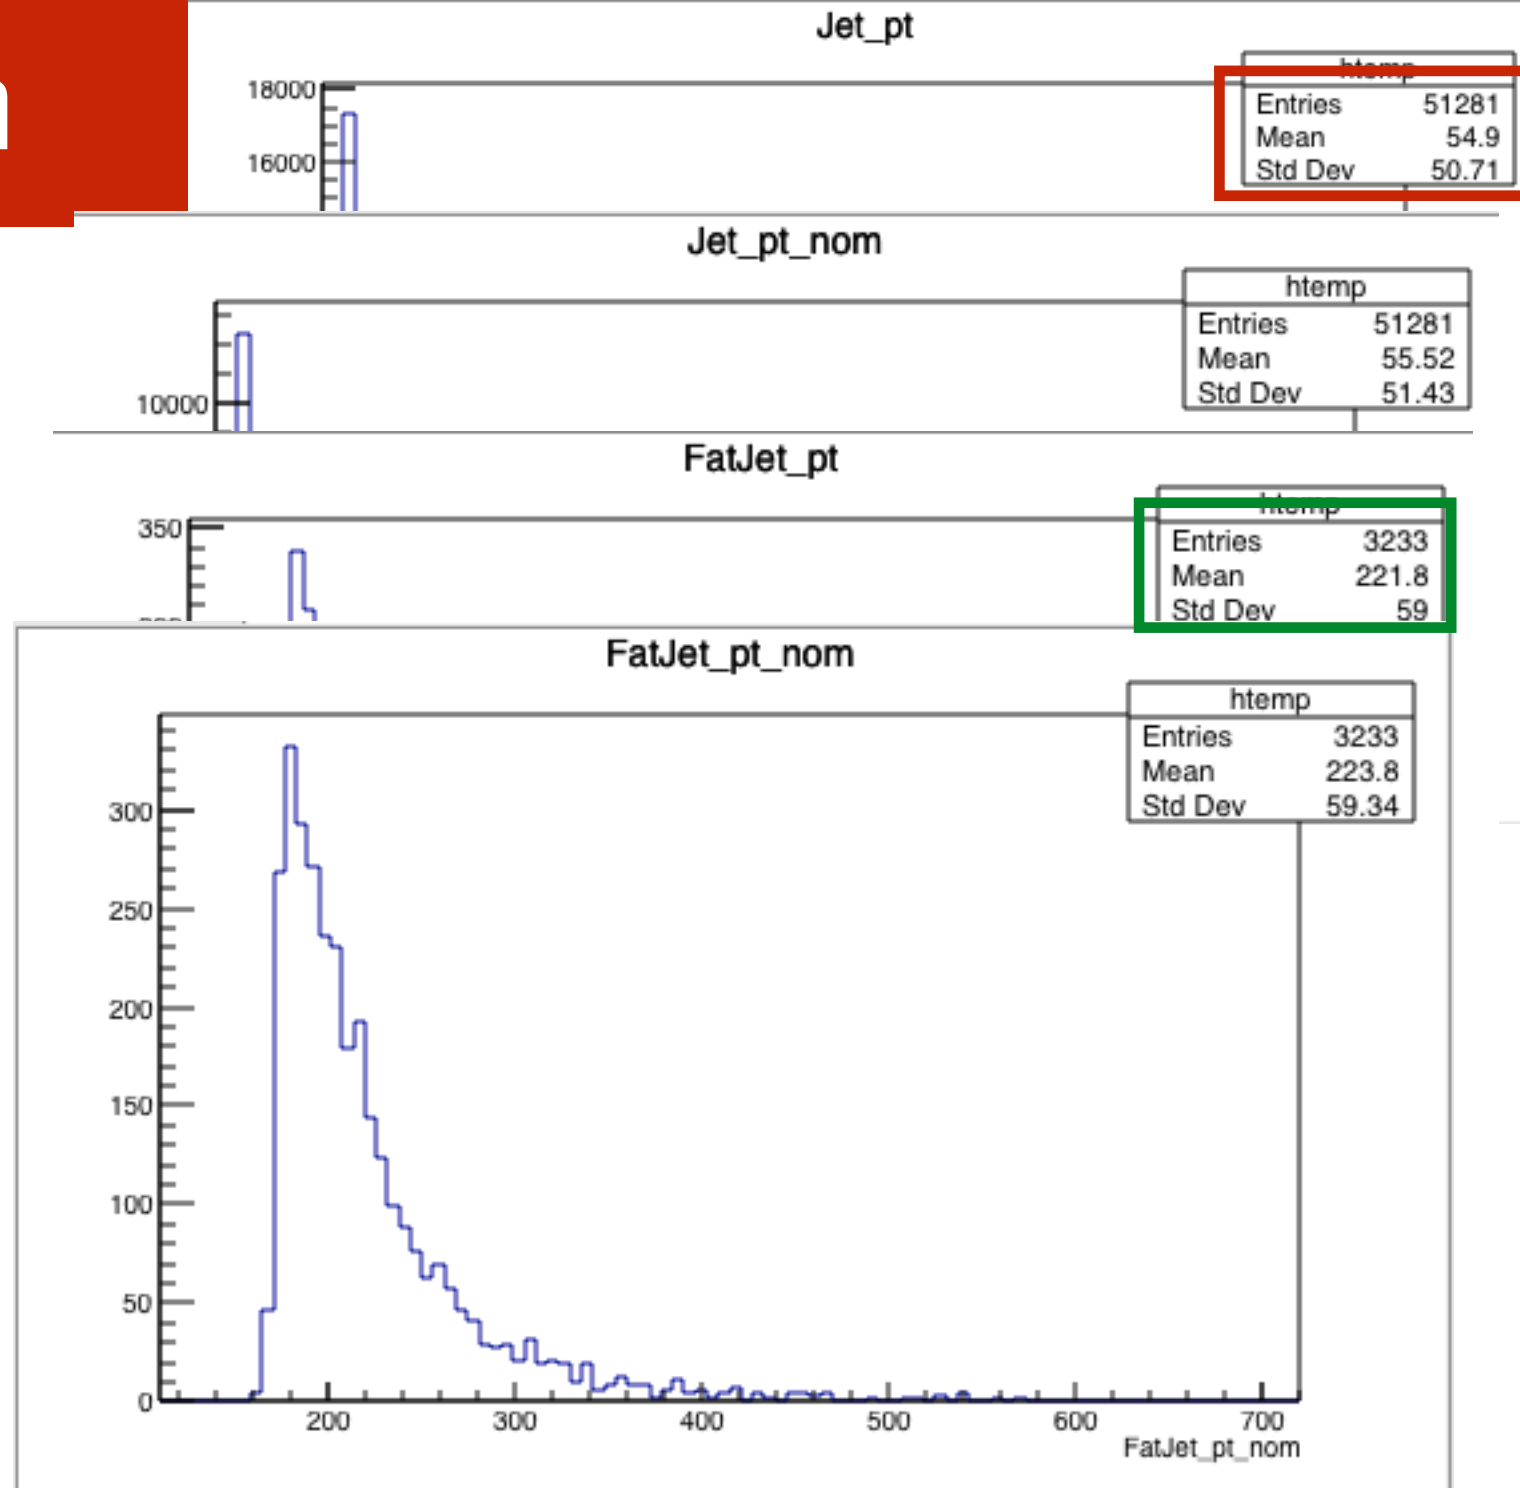 Jet_pt
htemp
Entries 51281
Mean 54.9
Std Dev 50.71
18000
16000
Jet_pt_nom
htemp
Entries 51281
Mean 55.52
Std Dev 51.43
10000
FatJet_pt
htemp
Entries 3233
Mean 221.8
Std Dev 59
350
FatJet_pt_nom
htemp
Entries 3233
Mean 223.8
Std Dev 59.34
300
250
200
150
100
50
0
200 300 400 500 600 700
FatJet_pt_nom